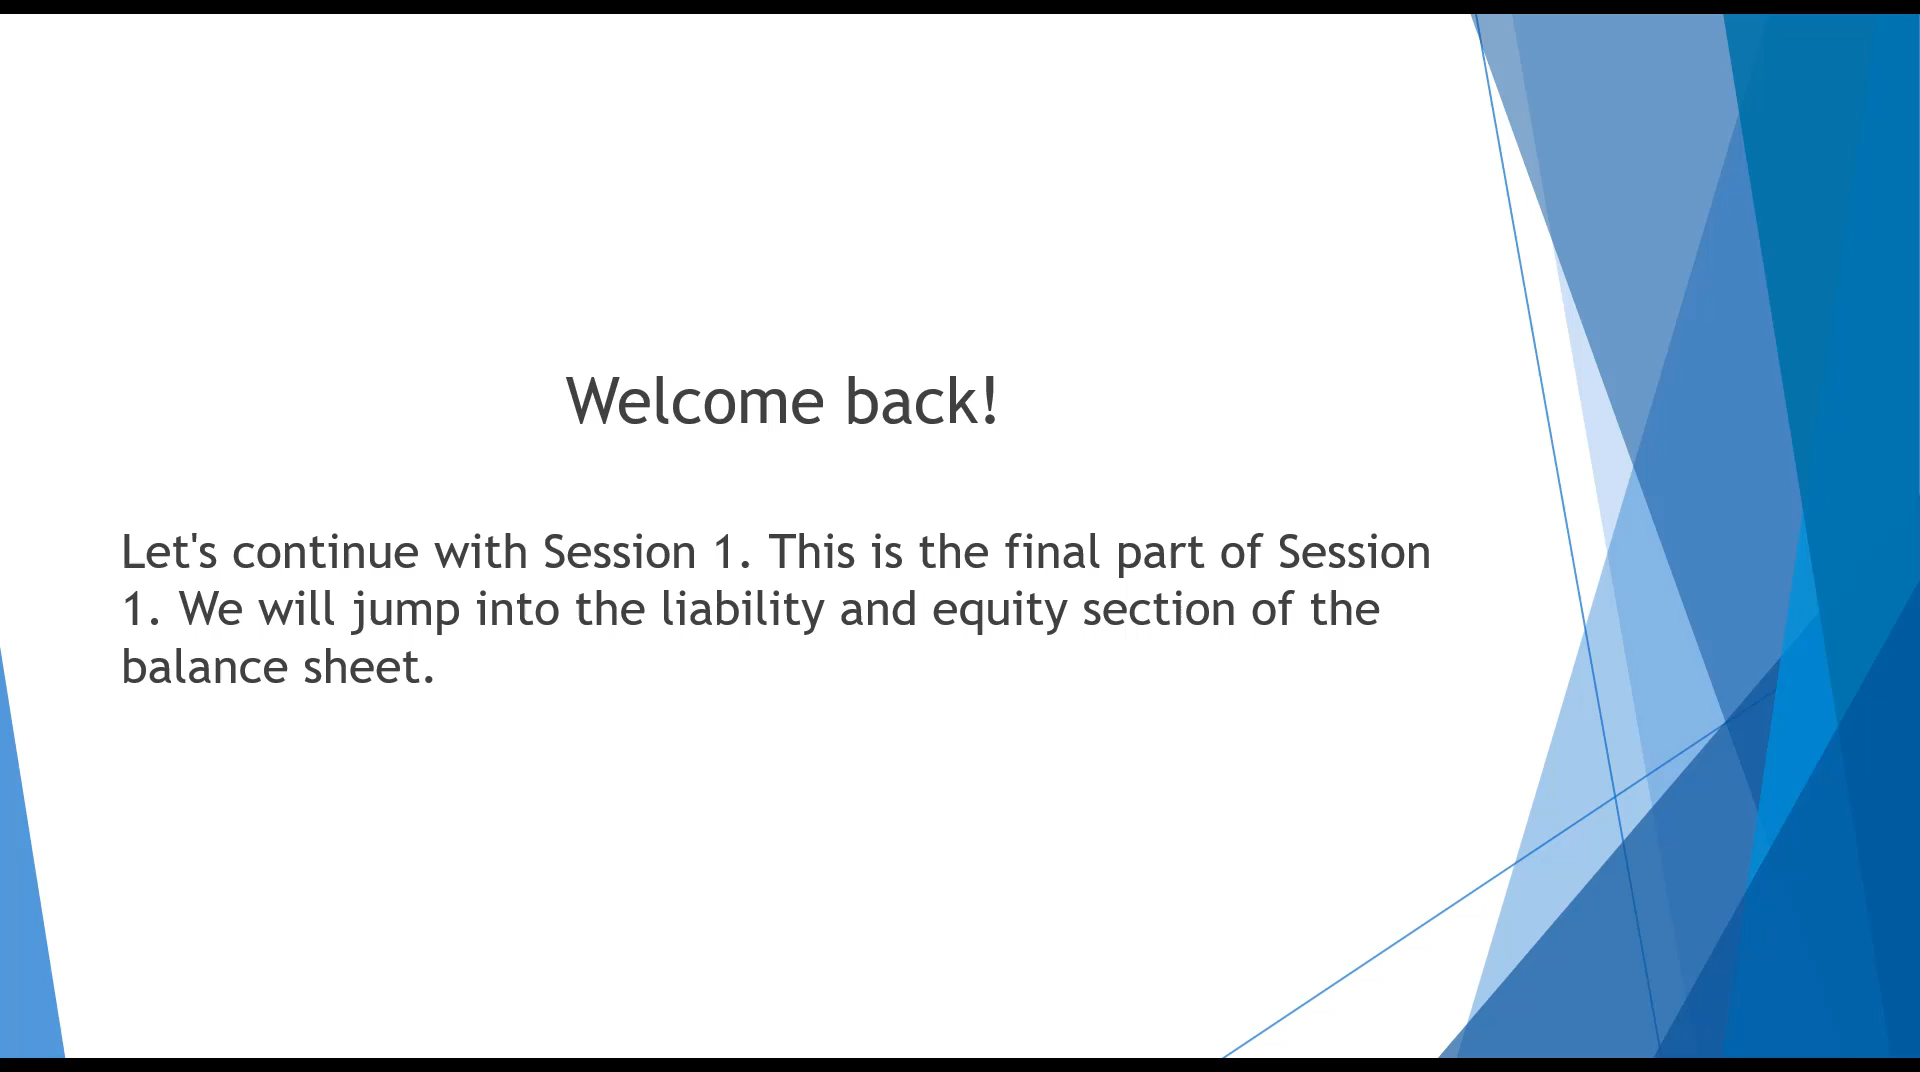 Welcome back!
Let's continue with Session 1. This is the final part of Session
1. We will jump into the liability and equity section of the
balance sheet.